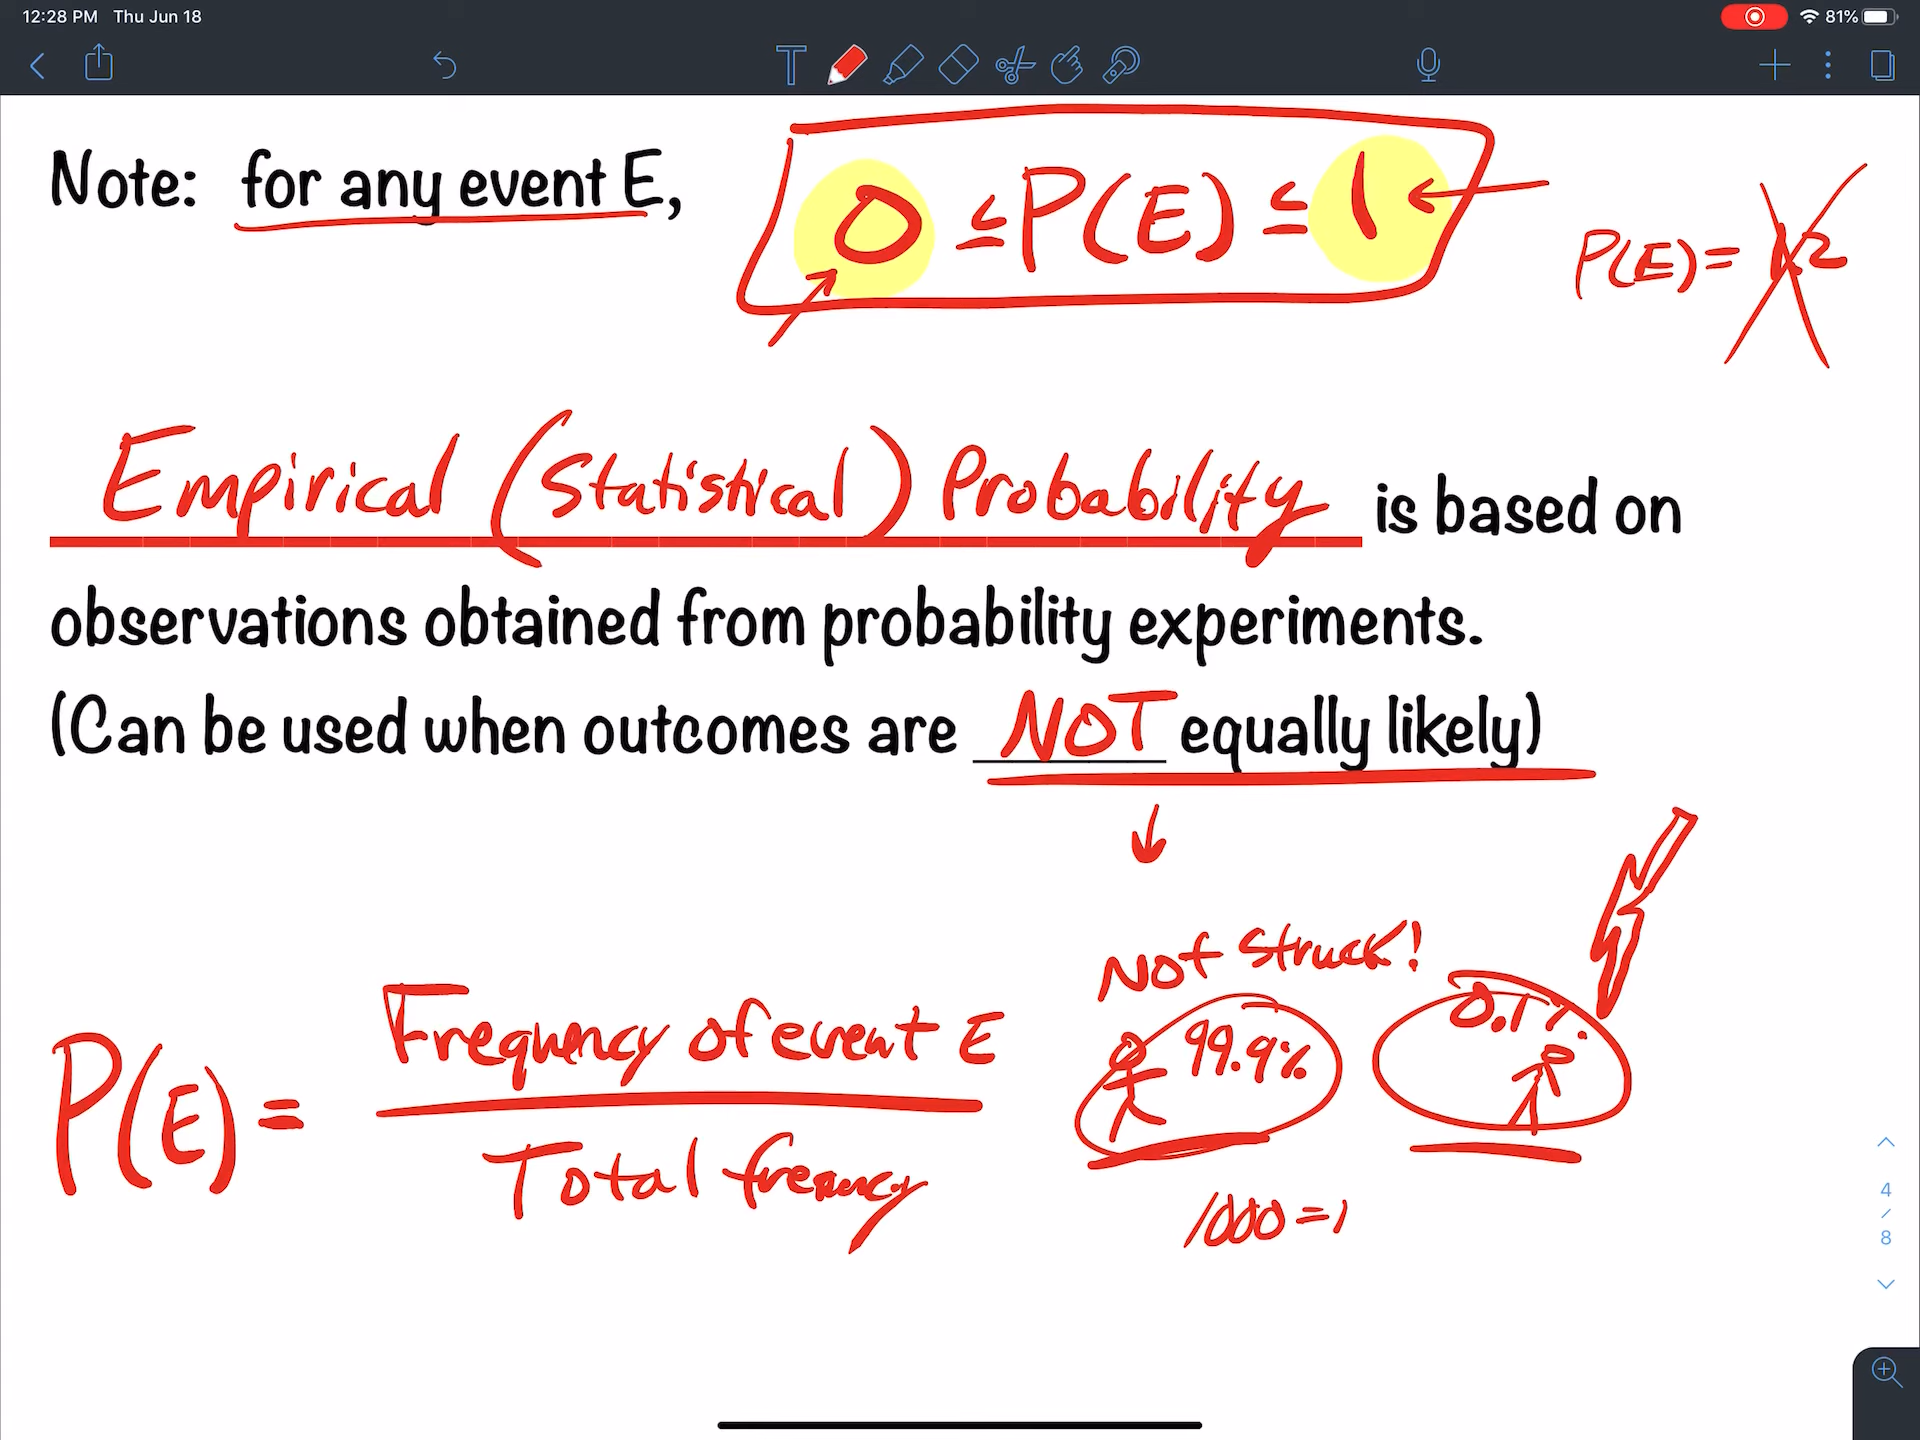 12:28 PM Thu Jun 18
81%
Note: for any event E,
0 ≤ P(E) ≤ 1
P(E) = 1.2
Empirical (Statistical) Probability is based on
observations obtained from probability experiments.
(Can be used when outcomes are NOT equally likely)
Not Struck!
99.9%
0.1%
P(E) = Frequency of event E
Total freqency
1000 = 1
4
/
8